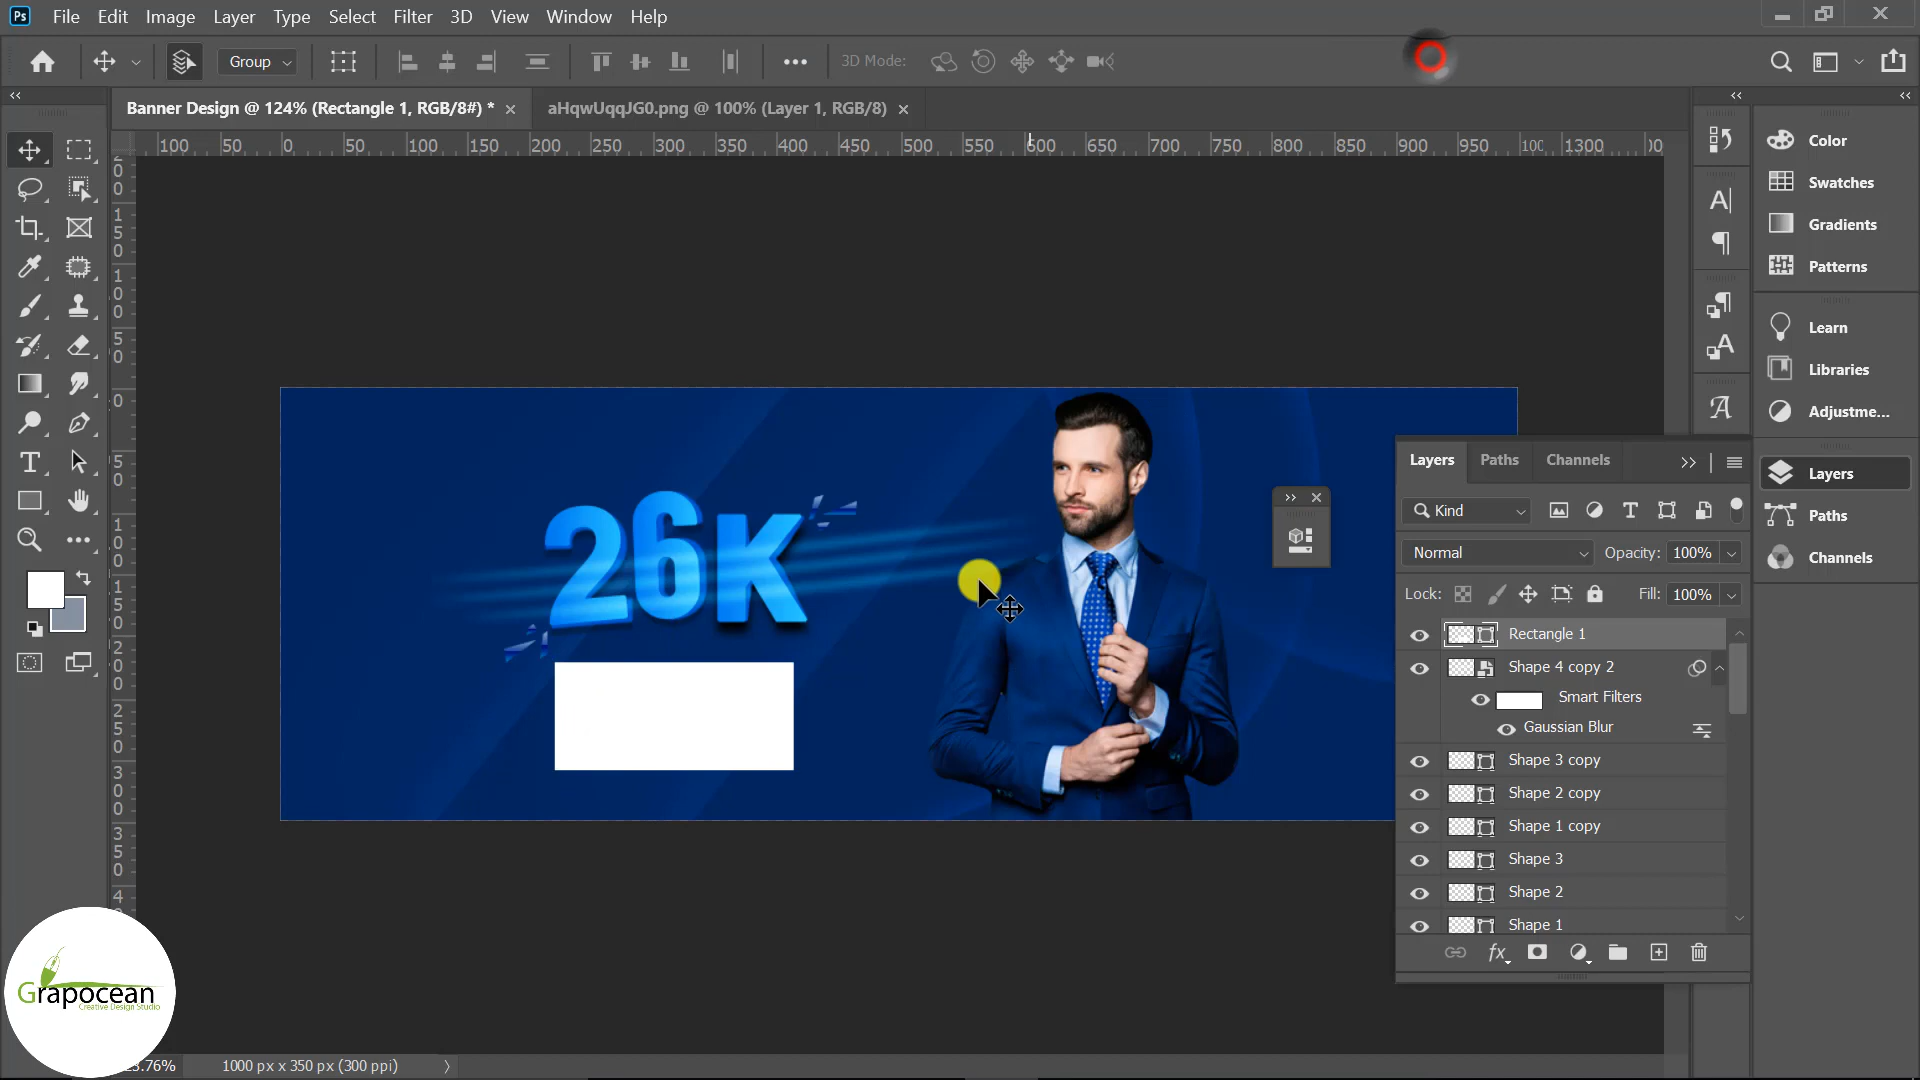 Ps File Edit Image Layer Type Select Filter 3D View Window Help
Group 3D Mode:
Banner Design @ 124% (Rectangle 1, RGB/8#) * aHqwUqqJG0.png @ 100% (Layer 1, RGB/8)
100 50 0 50 100 150 200 250 300 350 400 450 500 550 600 650 700 750 800 850 900 950 100 1300
Color
Swatches
Gradients
Patterns
Learn
Libraries
Adjustme...
Layers
Paths
Channels
26K
Layers Paths Channels
Kind
Normal Opacity: 100%
Lock: Fill: 100%
Rectangle 1
Shape 4 copy 2
Smart Filters
Gaussian Blur
Shape 3 copy
Shape 2 copy
Shape 1 copy
Shape 3
Shape 2
Shape 1
fx
Grapocean
Creative Design Studio
3.76% 1000 px x 350 px (300 ppi)